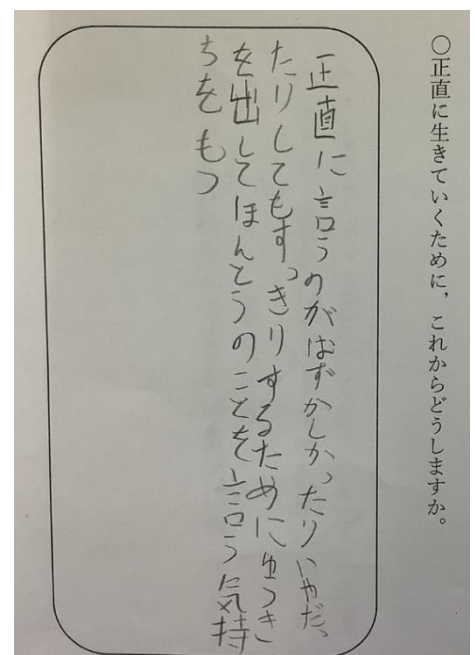 ○正直に生きていくために，これからどうしますか。
正直に言うのがはずかしかったりいやだっ
たりしてもすっきりするためにゆうき
を出してほんとうのことを言う気持
ちをもつ